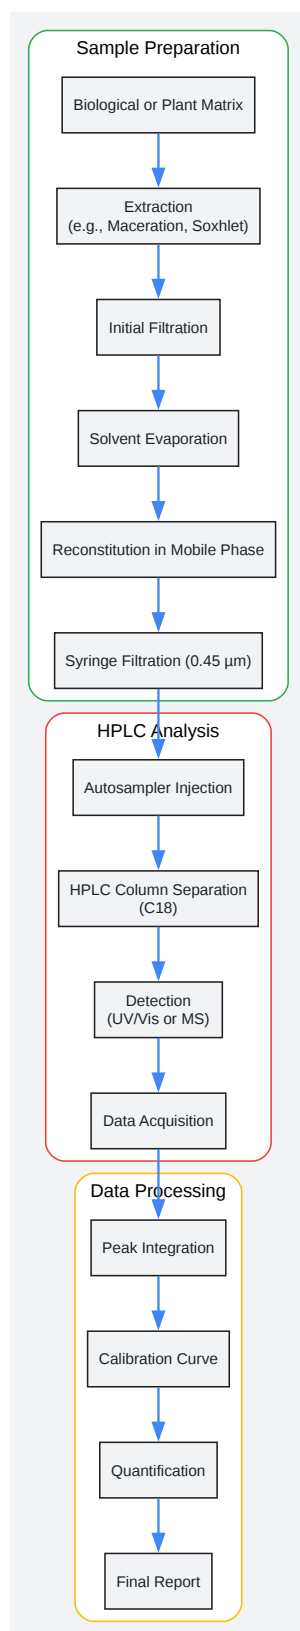 Sample Preparation
Biological or Plant Matrix
Extraction
(e.g., Maceration, Soxhlet)
Initial Filtration
Solvent Evaporation
Reconstitution in Mobile Phase
Syringe Filtration (0.45 µm)
HPLC Analysis
Autosampler Injection
HPLC Column Separation
(C18)
Detection
(UV/Vis or MS)
Data Acquisition
Data Processing
Peak Integration
Calibration Curve
Quantification
Final Report